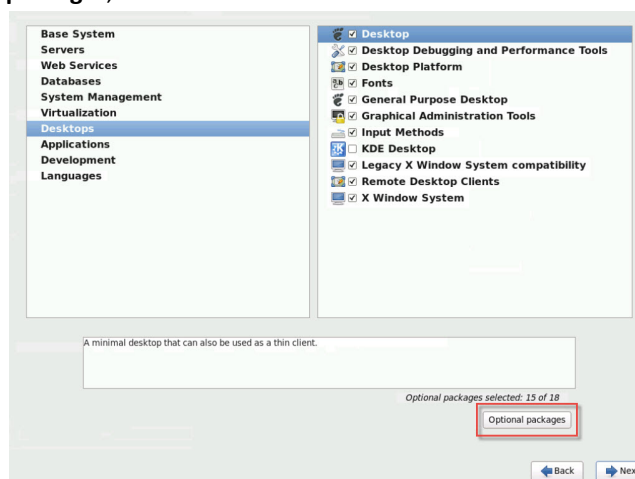 Base System
Servers
Web Services
Databases
System Management
Virtualization
Desktops
Applications
Development
Languages
Desktop
Desktop Debugging and Performance Tools
Desktop Platform
Fonts
General Purpose Desktop
Graphical Administration Tools
Input Methods
KDE Desktop
Legacy X Window System compatibility
Remote Desktop Clients
X Window System
A minimal desktop that can also be used as a thin client.
Optional packages selected: 15 of 18
Optional packages
Back
Nex